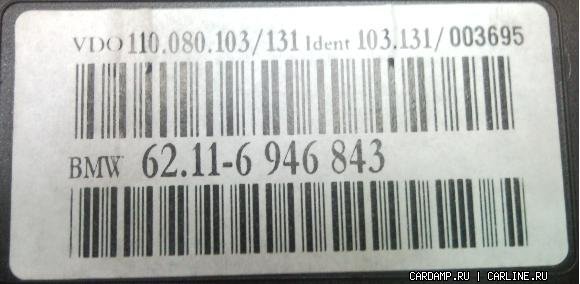 VDO 110.080.103/131 Ident 103.131/003695
BMW 62.11-6 946 843
CARDAMP.RU | CARLINE.RU